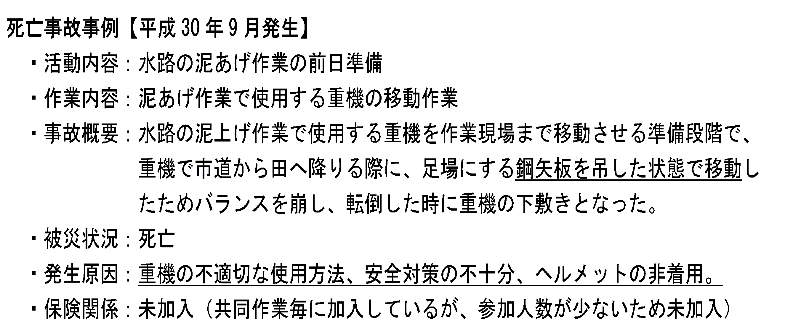 死亡事故事例【平成30年9月発生】
・活動内容：水路の泥あげ作業の前日準備
・作業内容：泥あげ作業で使用する重機の移動作業
・事故概要：水路の泥上げ作業で使用する重機を作業現場まで移動させる準備段階で、
重機で市道から田へ降りる際に、足場にする鋼矢板を吊した状態で移動し
たためバランスを崩し、転倒した時に重機の下敷きとなった。
・被災状況：死亡
・発生原因：重機の不適切な使用方法、安全対策の不十分、ヘルメットの非着用。
・保険関係：未加入（共同作業毎に加入しているが、参加人数が少ないため未加入）